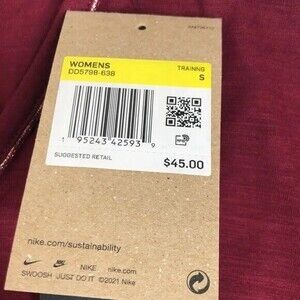 WOMENS
TRAINING
DD5798-638
S
1 95243 42593 9
SUGGESTED RETAIL
$45.00
nike.com/sustainability
NIKE nike.com
SWOOSH JUST DO IT ©Nike 2021